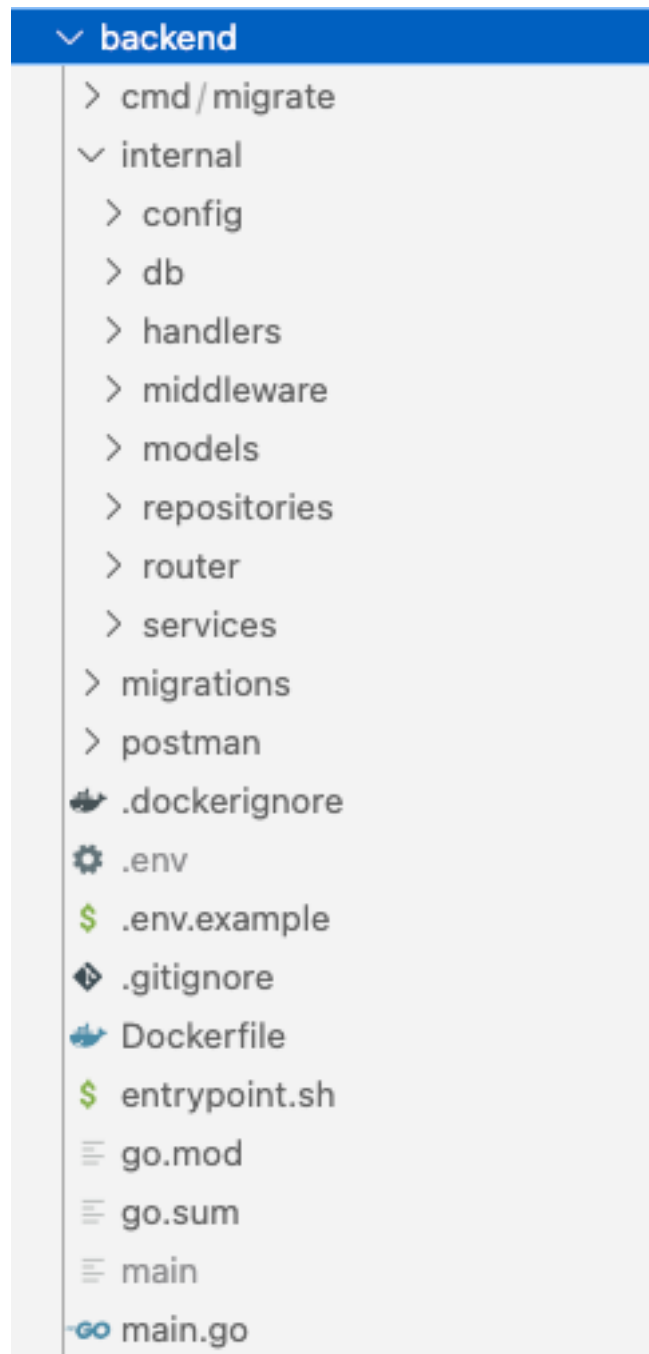 backend
cmd/migrate
internal
config
db
handlers
middleware
models
repositories
router
services
migrations
postman
.dockerignore
.env
$ .env.example
.gitignore
Dockerfile
$ entrypoint.sh
go.mod
go.sum
main
GO main.go